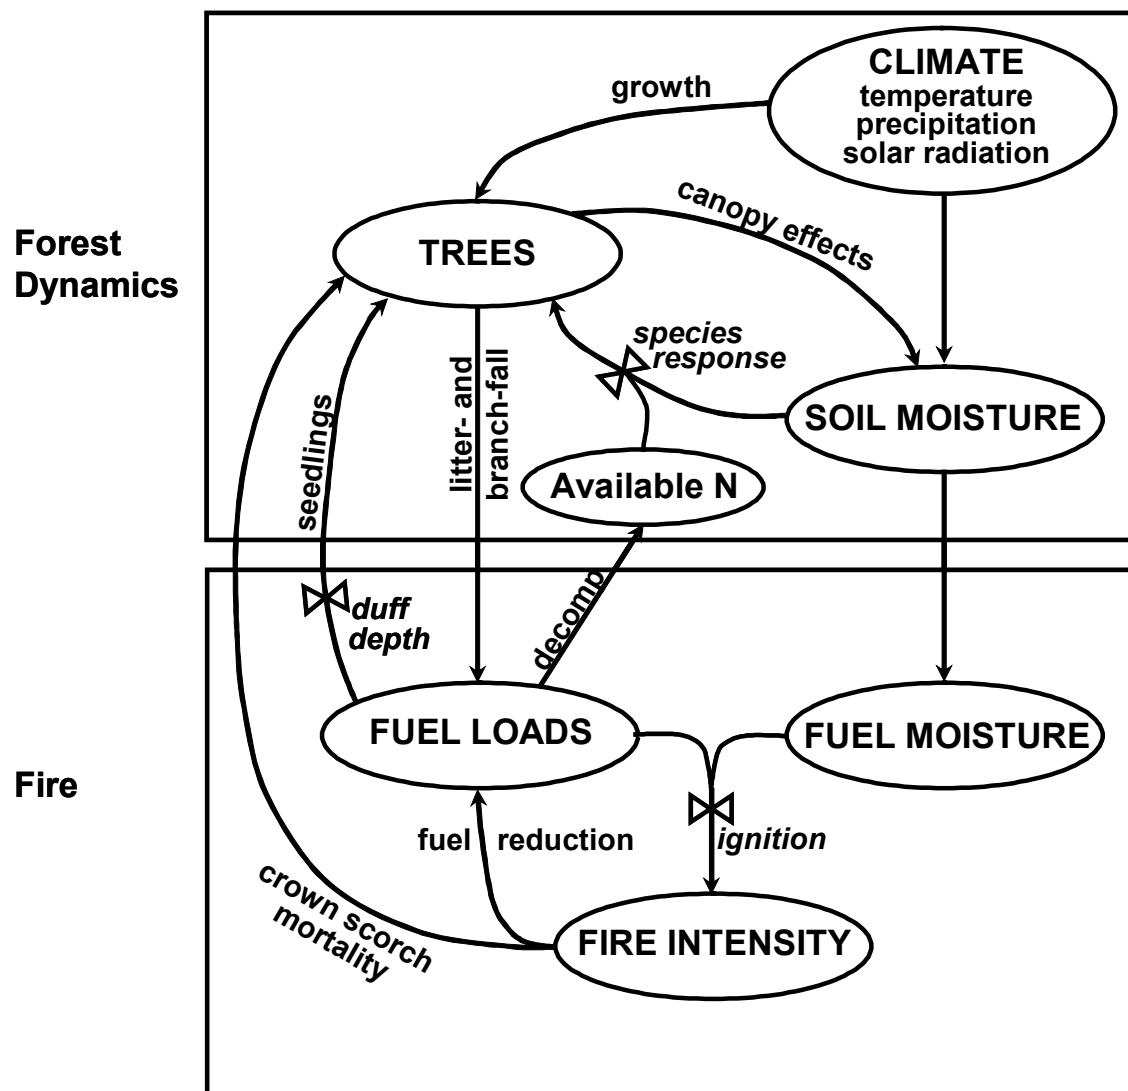 CLIMATE
temperature
precipitation
solar radiation
growth
canopy effects
Forest
Dynamics
TREES
species
response
SOIL MOISTURE
litter- and
branch-fall
seedlings
Available N
decomp
duff
depth
Fire
FUEL LOADS
FUEL MOISTURE
fuel reduction
ignition
crown scorch
mortality
FIRE INTENSITY